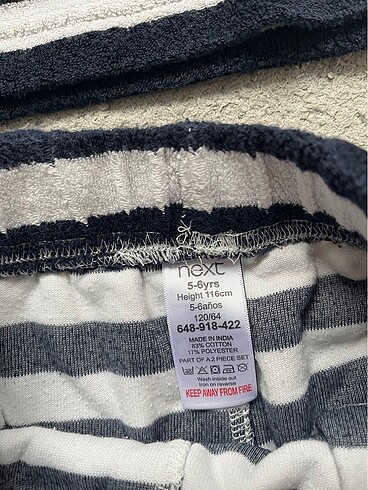 next
5-6yrs
Height 116cm
5-6años
120/64
648-918-422
MADE IN INDIA
83% COTTON
17% POLYESTER
PART OF A 2 PIECE SET
Wash inside out
Iron on reverse
KEEP AWAY FROM FIRE